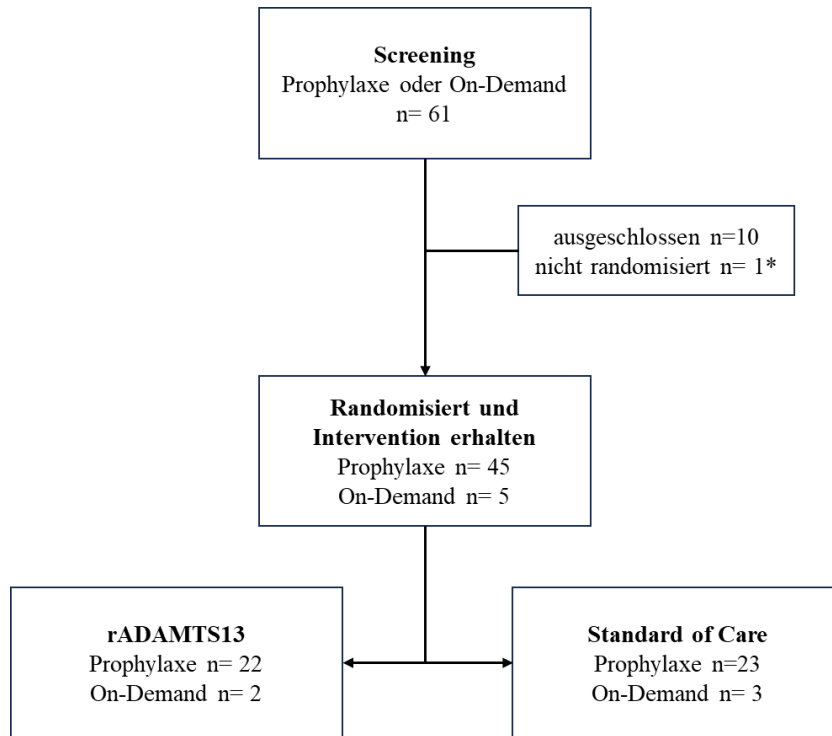 Screening
Prophylaxe oder On-Demand
n= 61
ausgeschlossen n=10
nicht randomisiert n= 1*
Randomisiert und
Intervention erhalten
Prophylaxe n= 45
On-Demand n= 5
rADAMTS13
Prophylaxe n= 22
On-Demand n= 2
Standard of Care
Prophylaxe n=23
On-Demand n= 3